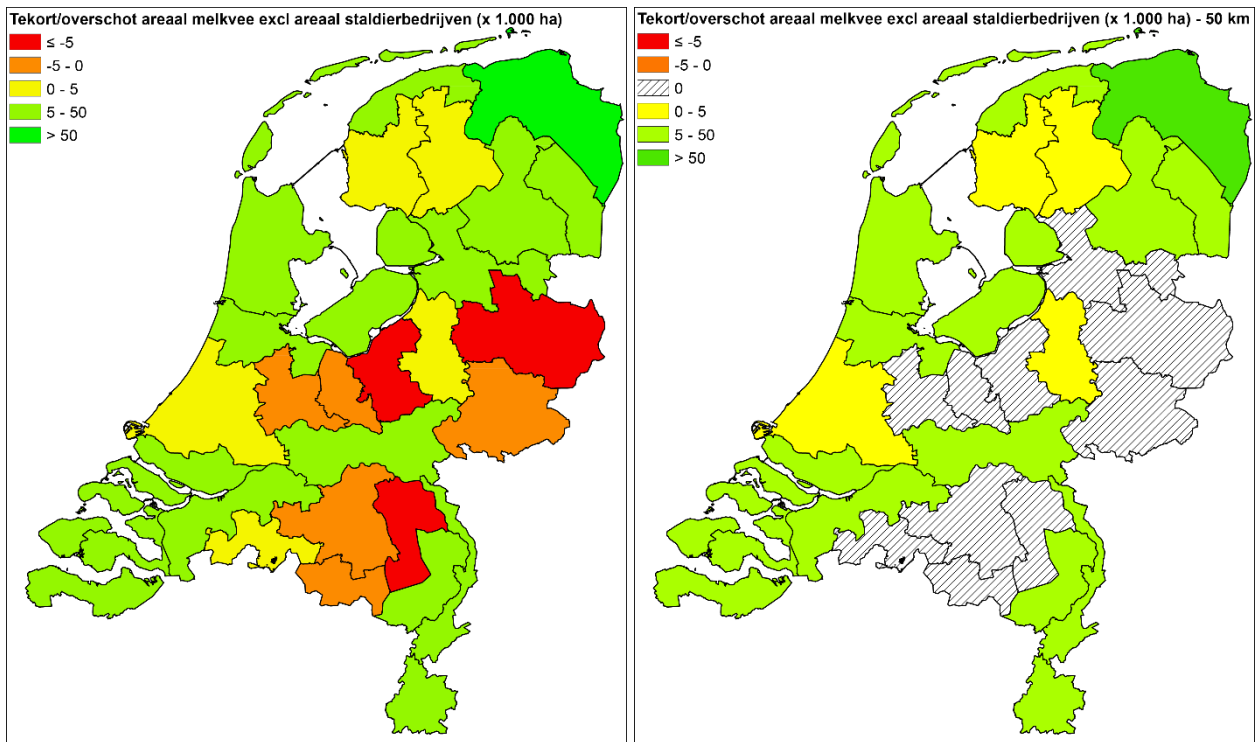 Tekort/overschot areaal melkvee excl areaal staldierbedrijven (x 1.000 ha)
≤ -5
-5 - 0
0 - 5
5 - 50
> 50
Tekort/overschot areaal melkvee excl areaal staldierbedrijven (x 1.000 ha) - 50 km
≤ -5
-5 - 0
0
0 - 5
5 - 50
> 50